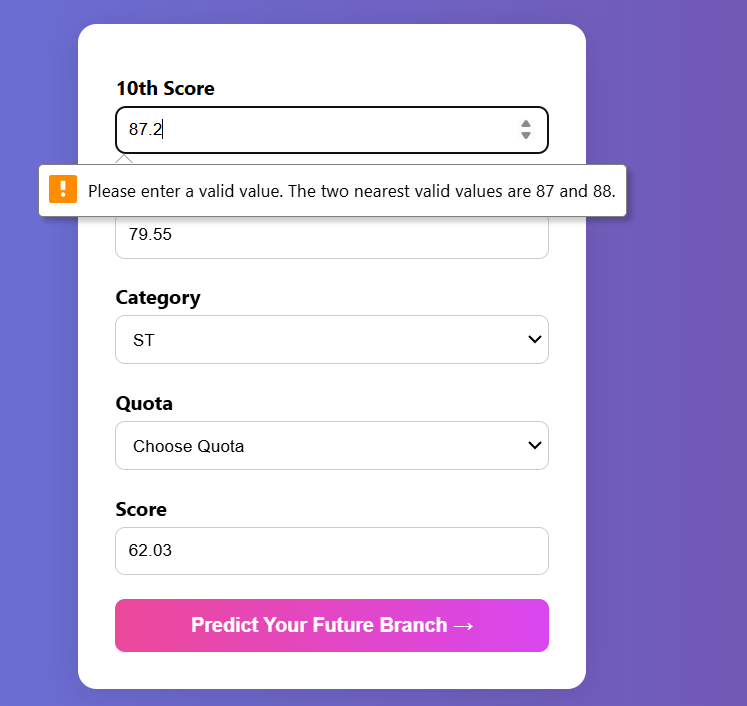 10th Score
87.2
Please enter a valid value. The two nearest valid values are 87 and 88.
79.55
Category
ST
Quota
Choose Quota
Score
62.03
Predict Your Future Branch →